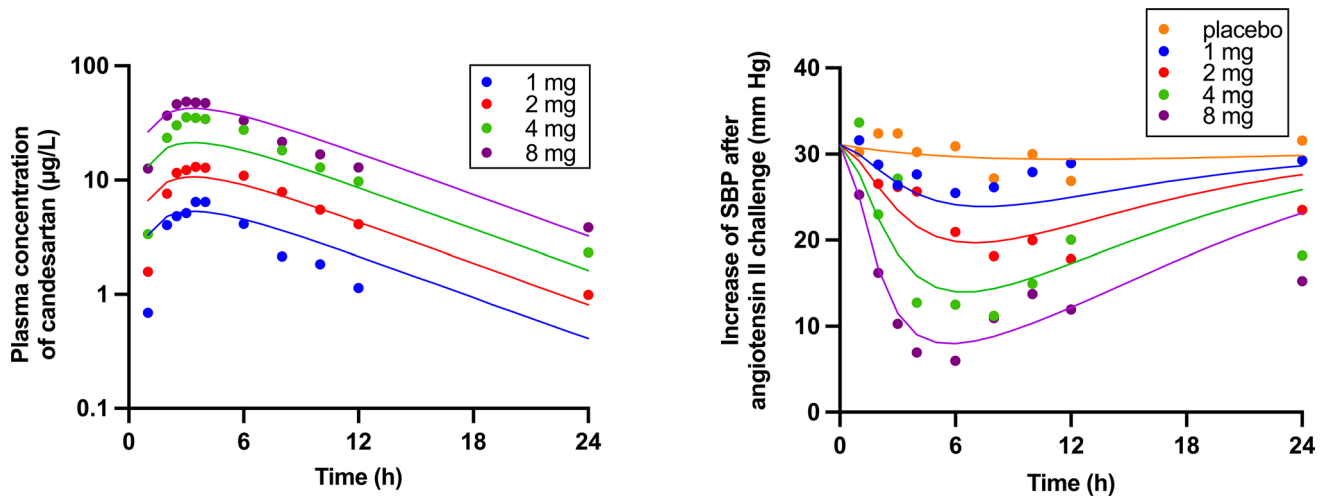 Plasma concentration
of candesartan (µg/L)
100
10
1
0.1
0
6
12
18
24
Time (h)
1 mg
2 mg
4 mg
8 mg
Increase of SBP after
angiotensin II challenge (mm Hg)
40
30
20
10
0
0
6
12
18
24
Time (h)
placebo
1 mg
2 mg
4 mg
8 mg